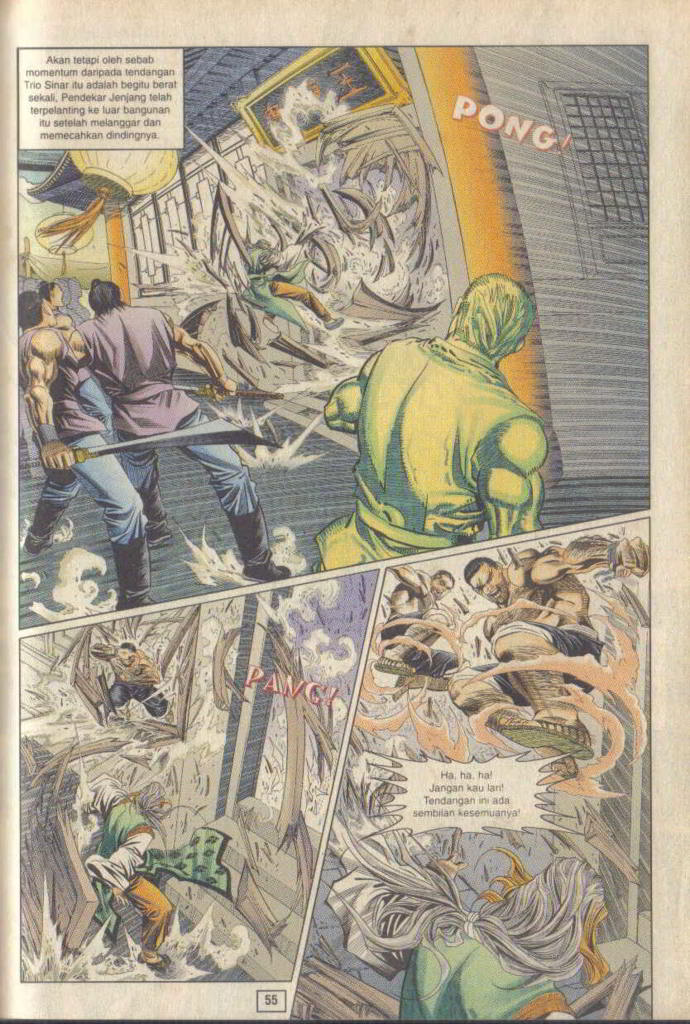 Akan tetapi oleh sebab
momentum daripada tendangan
Trio Sinar itu adalah begitu berat
sekali, Pendekar Jenjang telah
terpelanting ke luar bangunan
itu setelah melanggar dan
memecahkan dindingnya.
PONG!
PANG!
Ha, ha, ha!
Jangan kau lari!
Tendangan ini ada
sembilan kesemuanya!
55